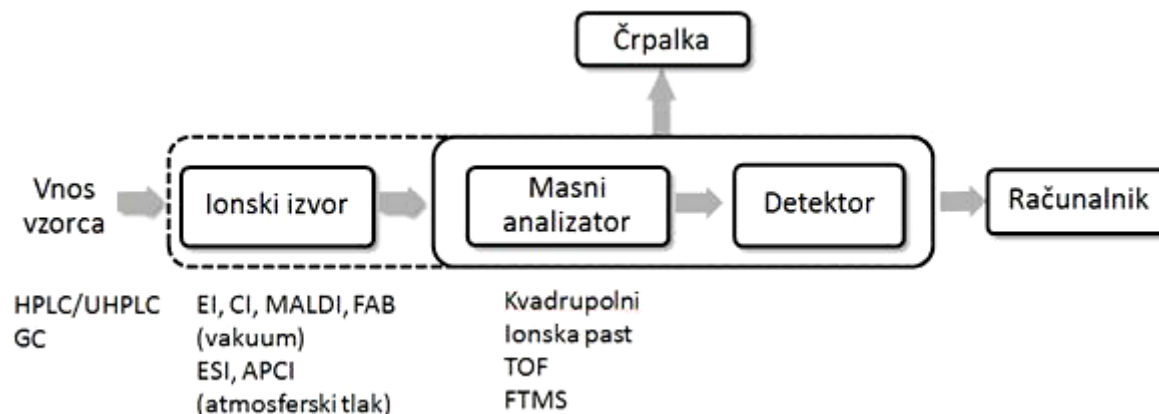 Črpalka
Vnos
vzorca
Ionski izvor
Masni
analizator
Detektor
Računalnik
HPLC/UHPLC
GC
EI, CI, MALDI, FAB
(vakuum)
ESI, APCI
(atmosferski tlak)
Kvadrupolni
Ionska past
TOF
FTMS